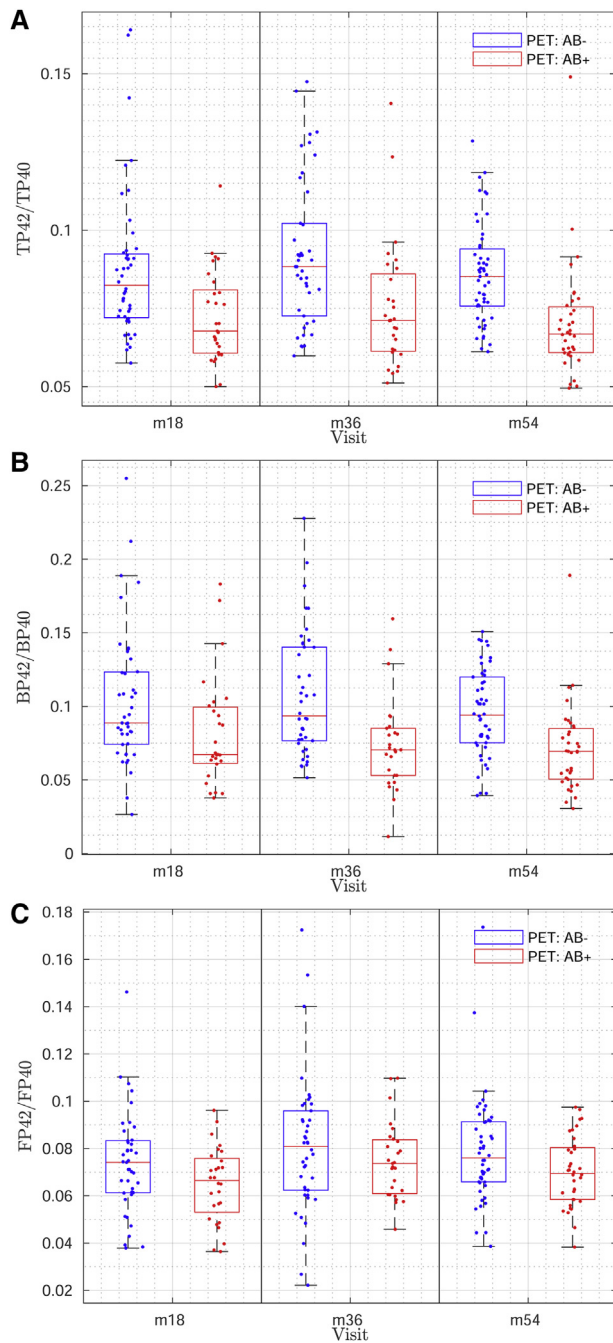 A
TP42/TP40
0.15
0.1
0.05
PET: AB-
PET: AB+
m18
m36
m54
Visit
B
BP42/BP40
0.25
0.2
0.15
0.1
0.05
0
PET: AB-
PET: AB+
m18
m36
m54
Visit
C
FP42/FP40
0.18
0.16
0.14
0.12
0.1
0.08
0.06
0.04
0.02
PET: AB-
PET: AB+
m18
m36
m54
Visit